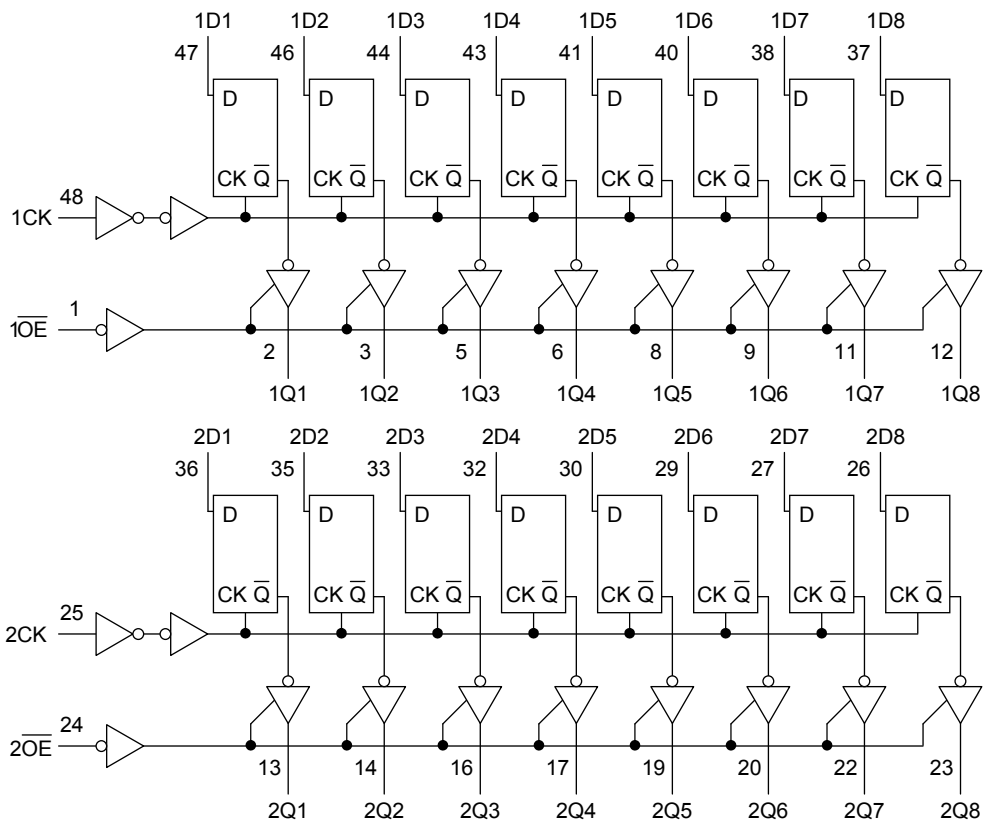 1D1 1D2 1D3 1D4 1D5 1D6 1D7 1D8
47 46 44 43 41 40 38 37
D D D D D D D D
CK Q̅ CK Q̅ CK Q̅ CK Q̅ CK Q̅ CK Q̅ CK Q̅ CK Q̅
48
1CK
1
1O̅E̅
2 3 5 6 8 9 11 12
1Q1 1Q2 1Q3 1Q4 1Q5 1Q6 1Q7 1Q8
2D1 2D2 2D3 2D4 2D5 2D6 2D7 2D8
36 35 33 32 30 29 27 26
D D D D D D D D
CK Q̅ CK Q̅ CK Q̅ CK Q̅ CK Q̅ CK Q̅ CK Q̅ CK Q̅
25
2CK
24
2O̅E̅
13 14 16 17 19 20 22 23
2Q1 2Q2 2Q3 2Q4 2Q5 2Q6 2Q7 2Q8